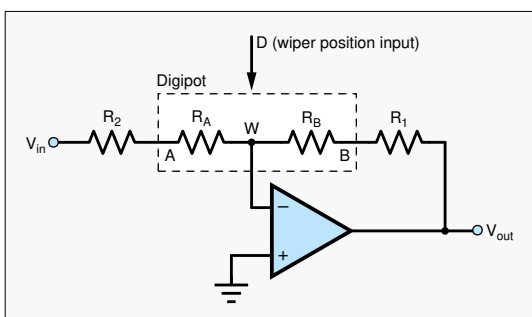 D (wiper position input)
Digipot
R2 RA W RB R1
Vin A B
−
+
Vout